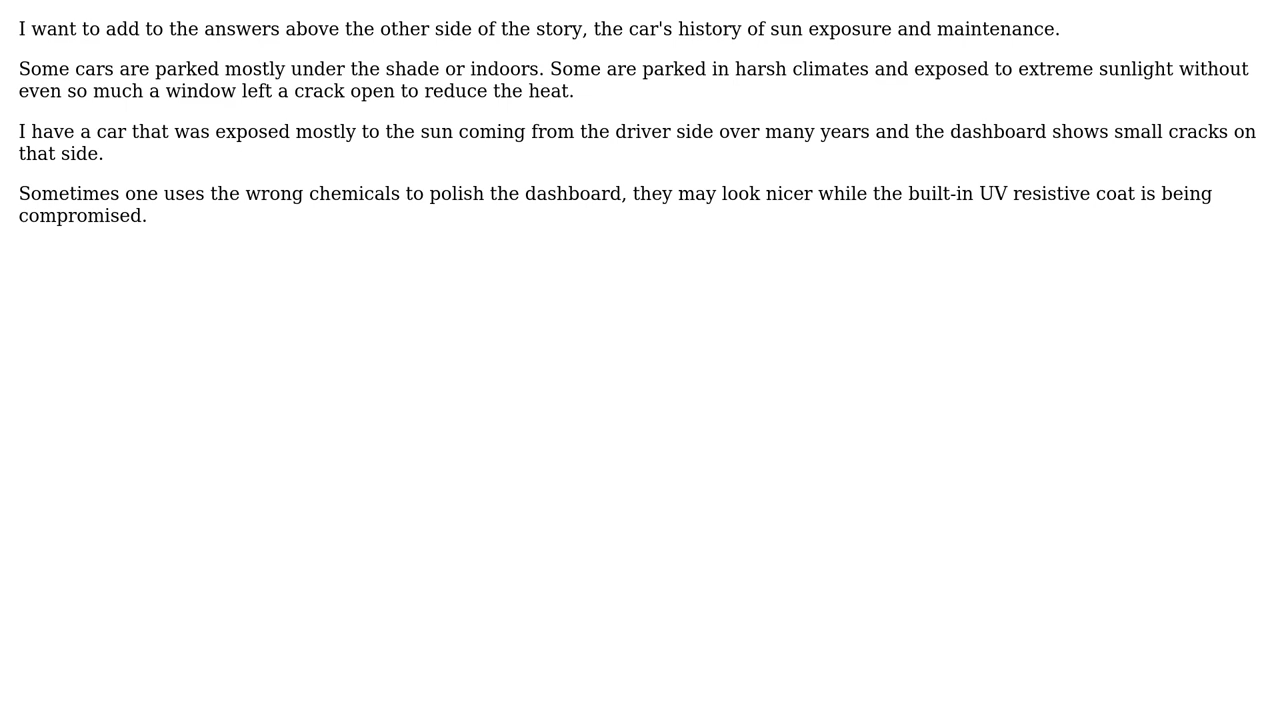 I want to add to the answers above the other side of the story, the car's history of sun exposure and maintenance.
Some cars are parked mostly under the shade or indoors. Some are parked in harsh climates and exposed to extreme sunlight without
even so much a window left a crack open to reduce the heat.
I have a car that was exposed mostly to the sun coming from the driver side over many years and the dashboard shows small cracks on
that side.
Sometimes one uses the wrong chemicals to polish the dashboard, they may look nicer while the built-in UV resistive coat is being
compromised.